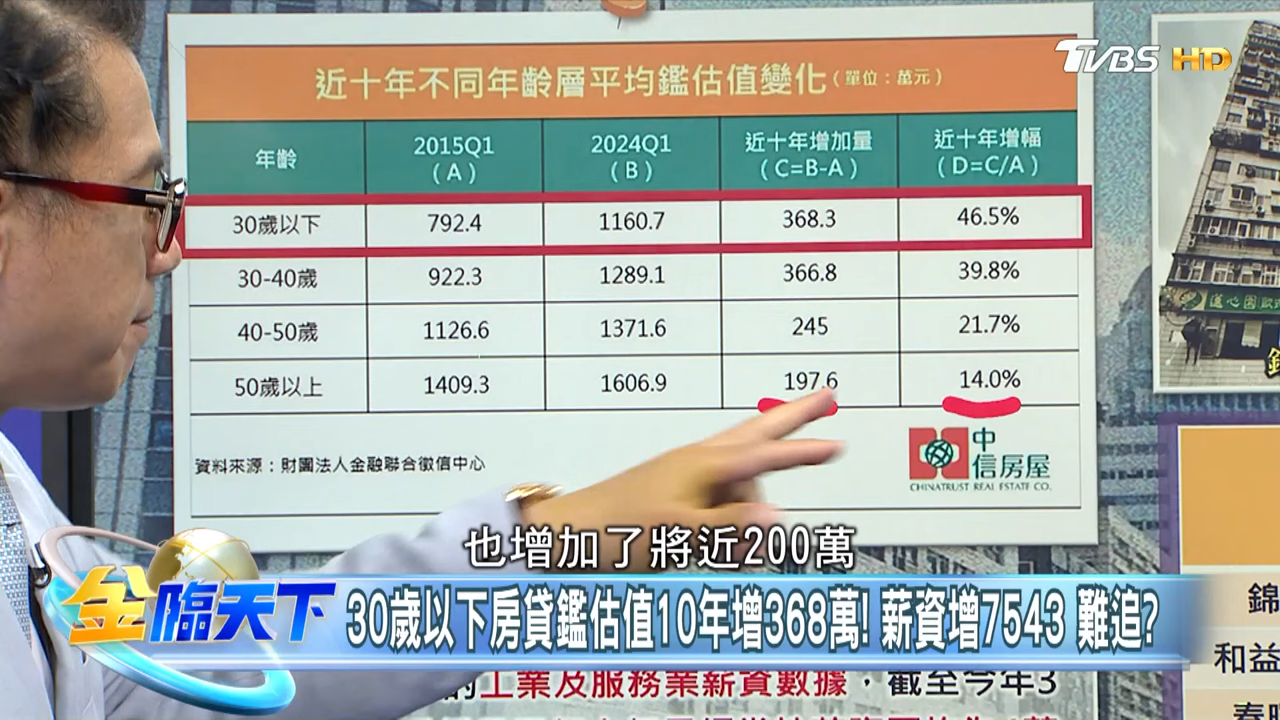 TVBS HD
近十年不同年齡層平均鑑估值變化（單位：萬元）
年齡 2015Q1（A） 2024Q1（B） 近十年增加量（C=B-A） 近十年增幅（D=C/A）
30歲以下 792.4 1160.7 368.3 46.5%
30-40歲 922.3 1289.1 366.8 39.8%
40-50歲 1126.6 1371.6 245 21.7%
50歲以上 1409.3 1606.9 197.6 14.0%
資料來源：財團法人金融聯合徵信中心
中信房屋
CHINATRUST REAL ESTATE CO.
道心園
也增加了將近200萬
金臨天下
30歲以下房貸鑑估值10年增368萬！薪資增7543 難追？
的工業及服務業薪資數據，截至今年3
錦
和益